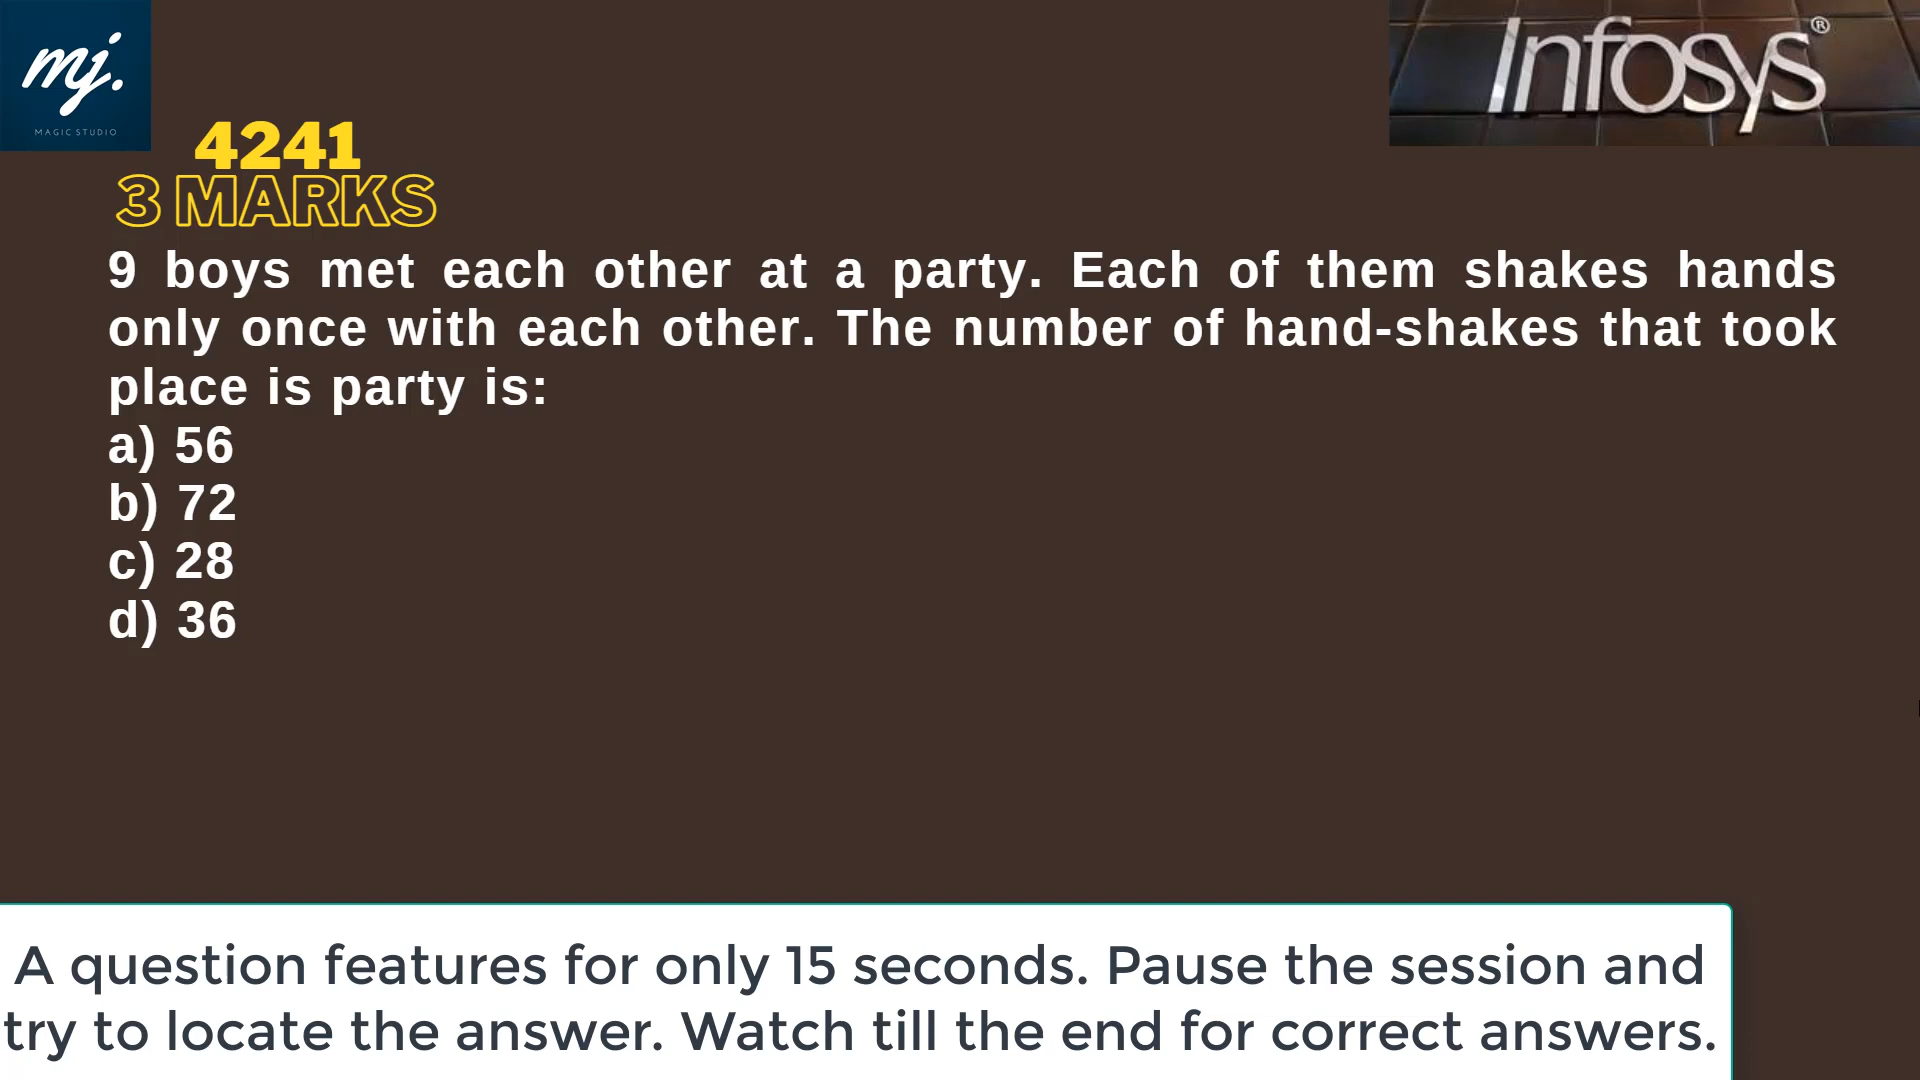 mj.
MAGIC STUDIO
Infosys®
4241
3 MARKS
9 boys met each other at a party. Each of them shakes hands
only once with each other. The number of hand-shakes that took
place is party is:
a) 56
b) 72
c) 28
d) 36
A question features for only 15 seconds. Pause the session and
try to locate the answer. Watch till the end for correct answers.